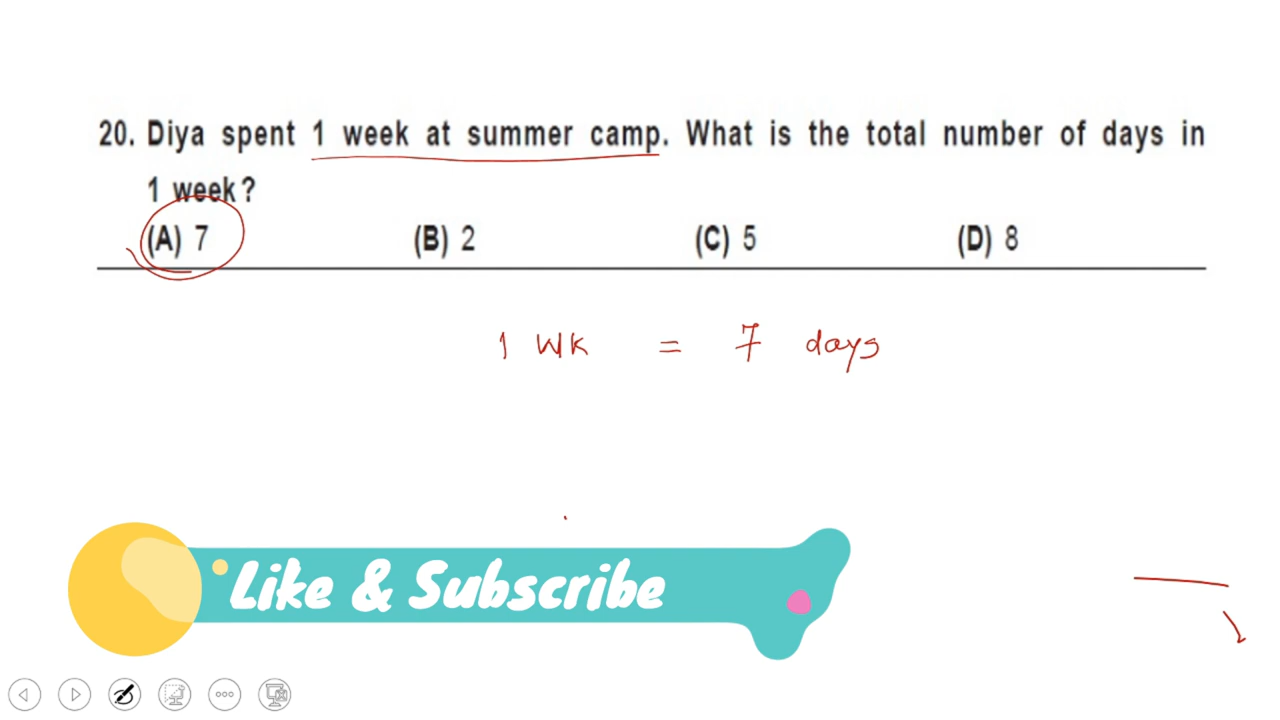 20. Diya spent 1 week at summer camp. What is the total number of days in
1 week?
(A) 7 (B) 2 (C) 5 (D) 8
1 wk = 7 days
Like & Subscribe